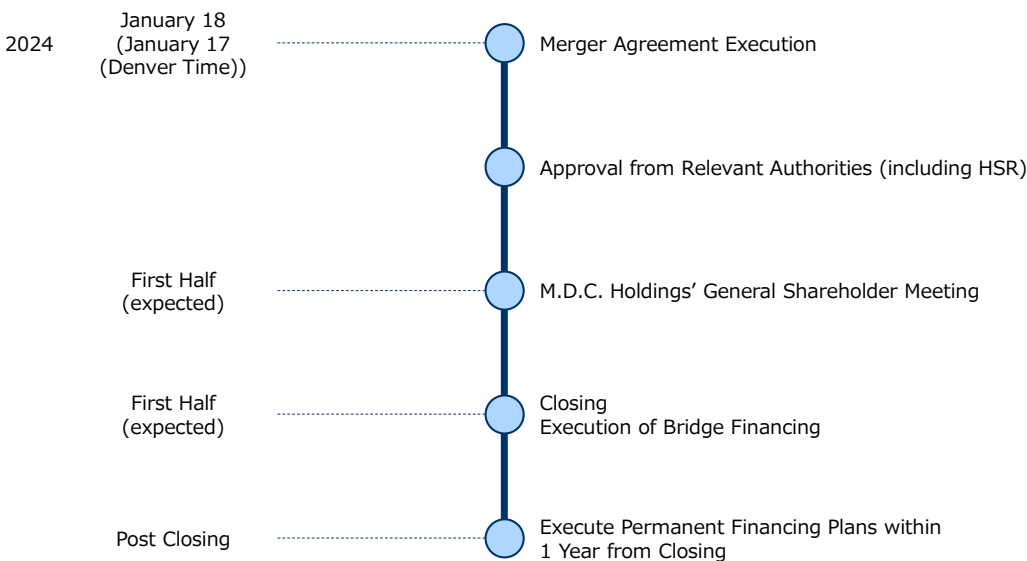 2024
January 18
(January 17
(Denver Time))
Merger Agreement Execution
Approval from Relevant Authorities (including HSR)
First Half
(expected)
M.D.C. Holdings’ General Shareholder Meeting
First Half
(expected)
Closing
Execution of Bridge Financing
Post Closing
Execute Permanent Financing Plans within
1 Year from Closing